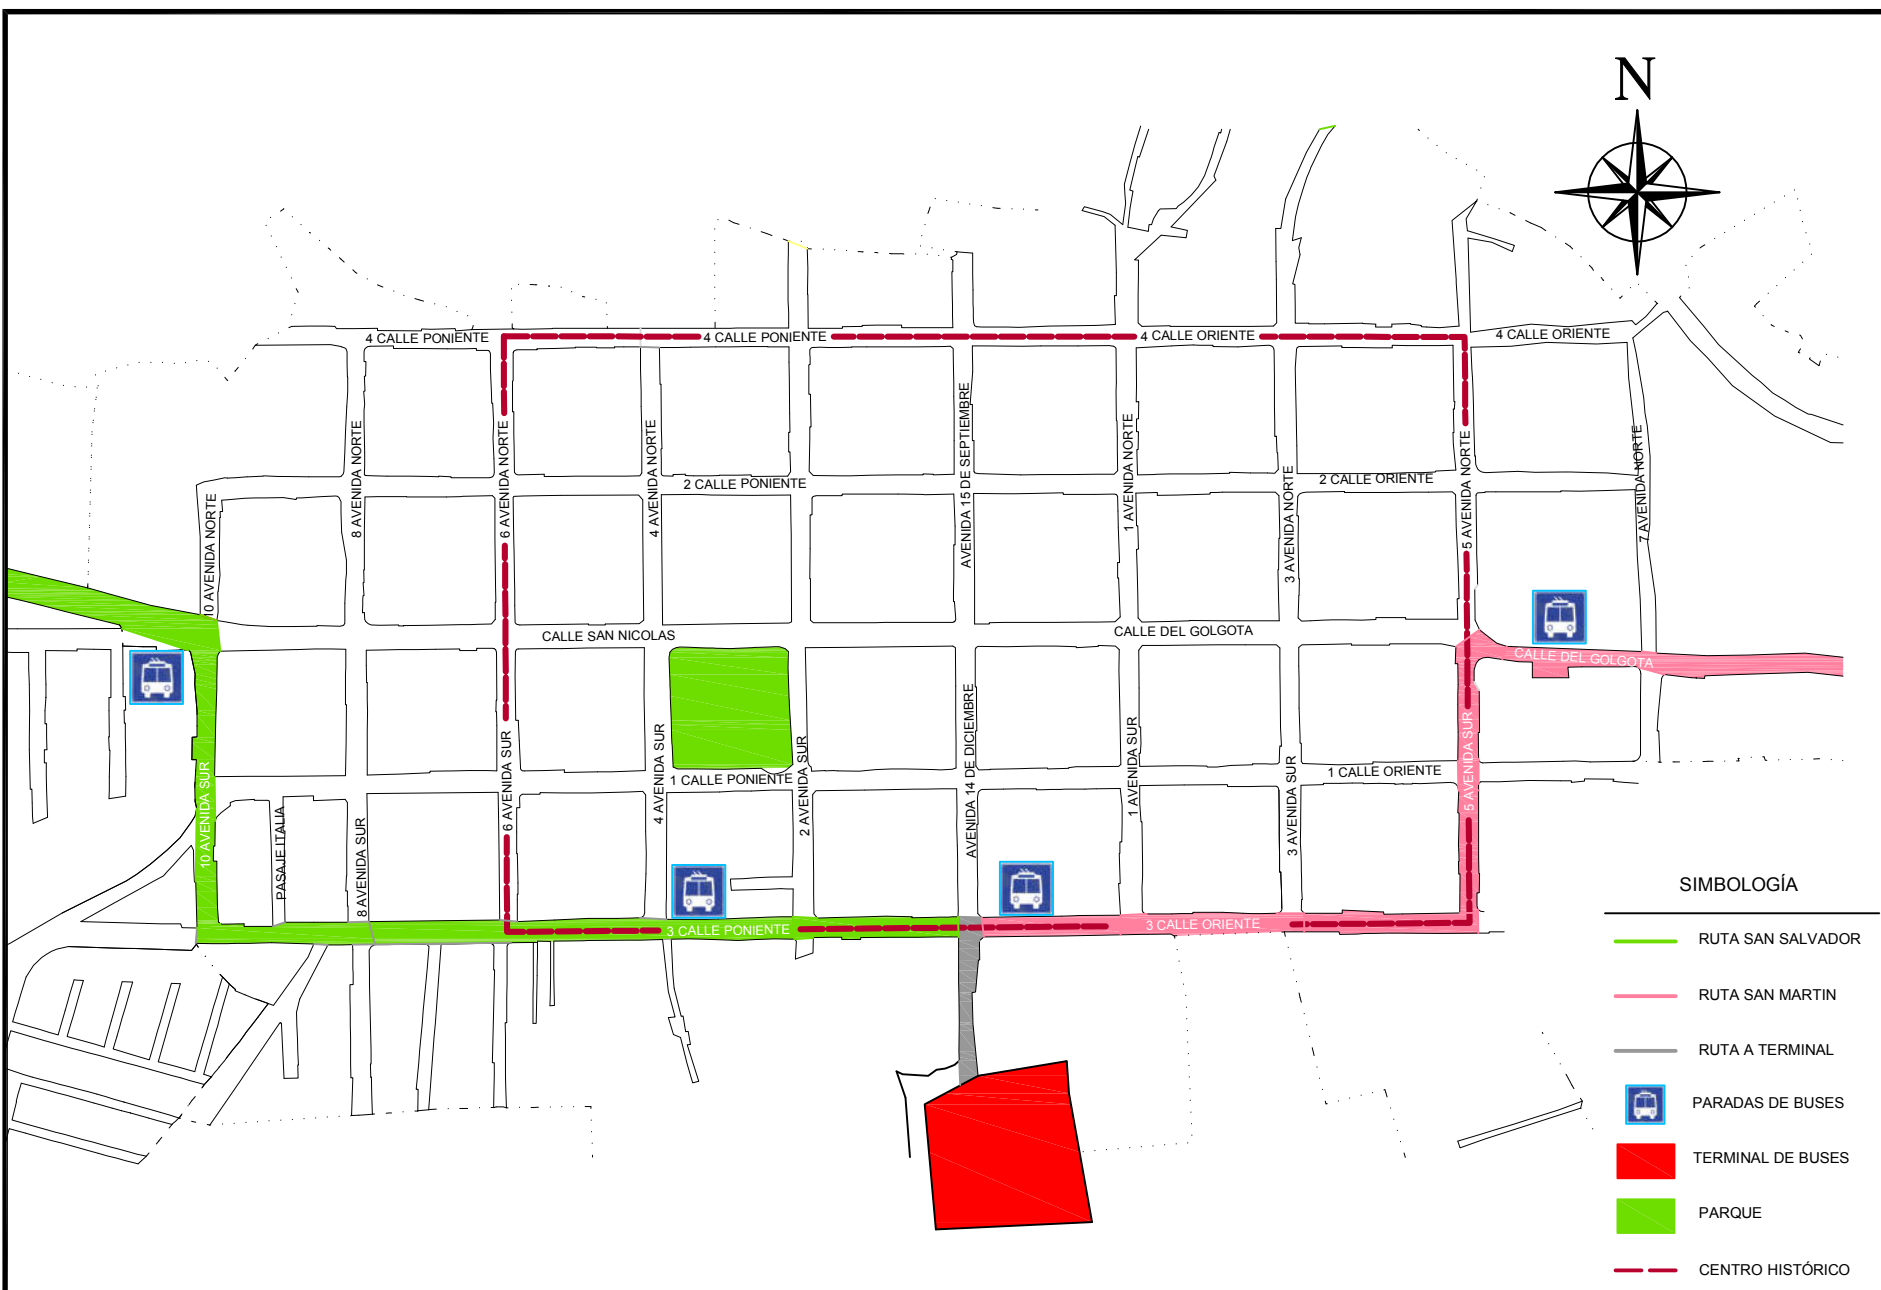 N
4 CALLE PONIENTE
4 CALLE PONIENTE
4 CALLE ORIENTE
4 CALLE ORIENTE
8 AVENIDA NORTE
6 AVENIDA NORTE
4 AVENIDA NORTE
AVENIDA 15 DE SEPTIEMBRE
1 AVENIDA NORTE
3 AVENIDA NORTE
5 AVENIDA NORTE
7 AVENIDA NORTE
10 AVENIDA NORTE
2 CALLE PONIENTE
2 CALLE ORIENTE
CALLE SAN NICOLAS
CALLE DEL GOLGOTA
CALLE DEL GOLGOTA
10 AVENIDA SUR
PASAJE ITALIA
8 AVENIDA SUR
6 AVENIDA SUR
4 AVENIDA SUR
2 AVENIDA SUR
AVENIDA 14 DE DICIEMBRE
1 AVENIDA SUR
3 AVENIDA SUR
5 AVENIDA SUR
1 CALLE PONIENTE
1 CALLE ORIENTE
3 CALLE PONIENTE
3 CALLE ORIENTE
SIMBOLOGÍA
RUTA SAN SALVADOR
RUTA SAN MARTIN
RUTA A TERMINAL
PARADAS DE BUSES
TERMINAL DE BUSES
PARQUE
CENTRO HISTÓRICO